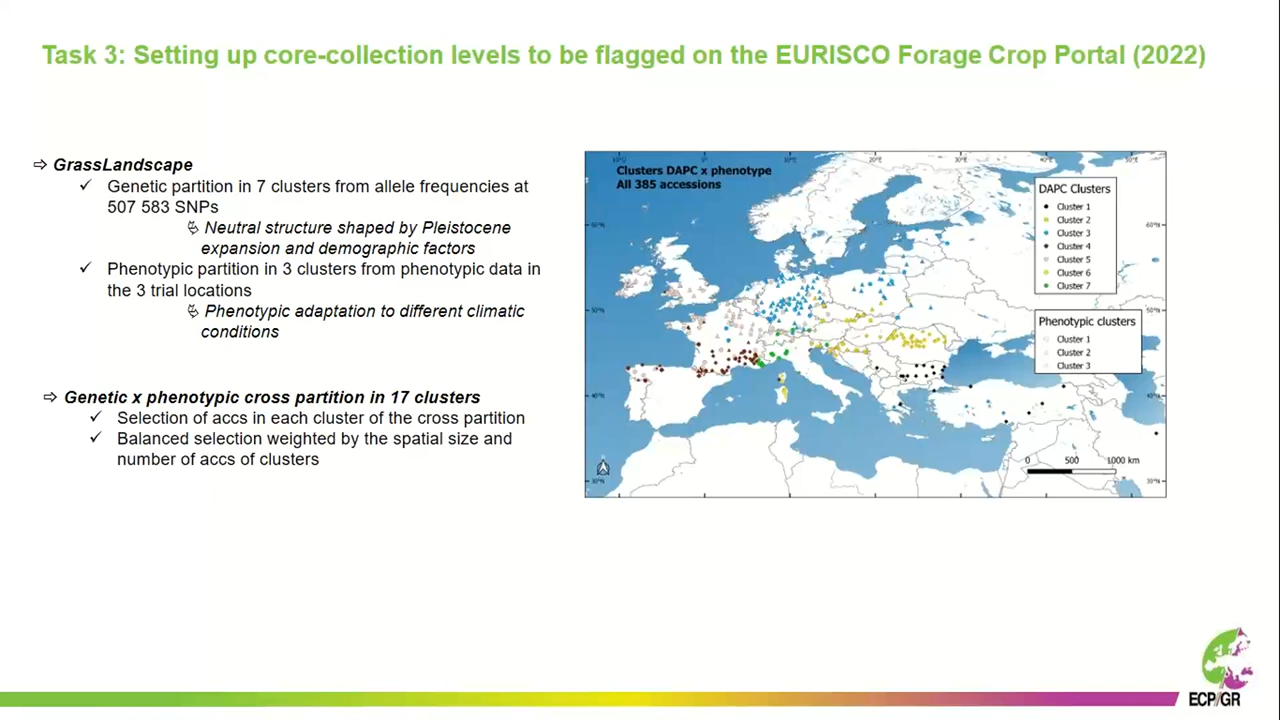 Task 3: Setting up core-collection levels to be flagged on the EURISCO Forage Crop Portal (2022)
⇨ GrassLandscape
✓ Genetic partition in 7 clusters from allele frequencies at
507 583 SNPs
Neutral structure shaped by Pleistocene
expansion and demographic factors
✓ Phenotypic partition in 3 clusters from phenotypic data in
the 3 trial locations
Phenotypic adaptation to different climatic
conditions
⇨ Genetic x phenotypic cross partition in 17 clusters
✓ Selection of accs in each cluster of the cross partition
✓ Balanced selection weighted by the spatial size and
number of accs of clusters
Clusters DAPC x phenotype
All 385 accessions
DAPC Clusters
Cluster 1
Cluster 2
Cluster 3
Cluster 4
Cluster 5
Cluster 6
Cluster 7
Phenotypic clusters
Cluster 1
Cluster 2
Cluster 3
0 500 1000 km
ECP/GR